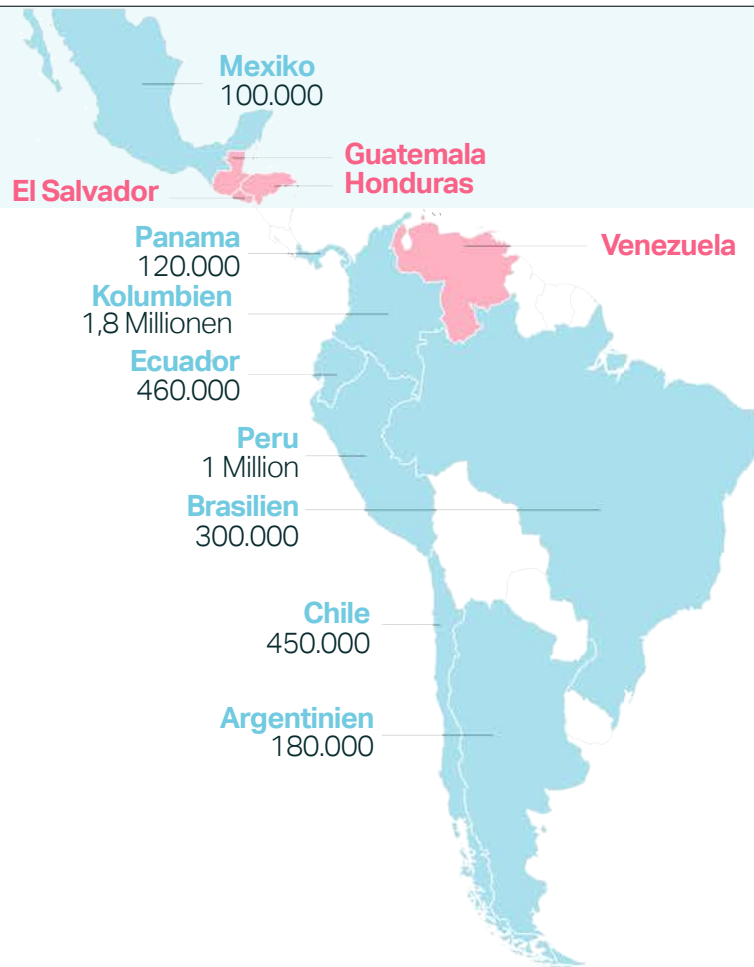 Mexiko
100.000
Guatemala
Honduras
El Salvador
Panama
120.000
Venezuela
Kolumbien
1,8 Millionen
Ecuador
460.000
Peru
1 Million
Brasilien
300.000
Chile
450.000
Argentinien
180.000